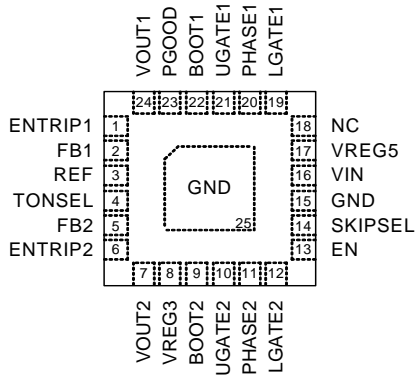 VOUT1
PGOOD
BOOT1
UGATE1
PHASE1
LGATE1
24 23 22 21 20 19
ENTRIP1 1
FB1 2
REF 3
TONSEL 4
FB2 5
ENTRIP2 6
GND
25
18 NC
17 VREG5
16 VIN
15 GND
14 SKIPSEL
13 EN
7 8 9 10 11 12
VOUT2
VREG3
BOOT2
UGATE2
PHASE2
LGATE2